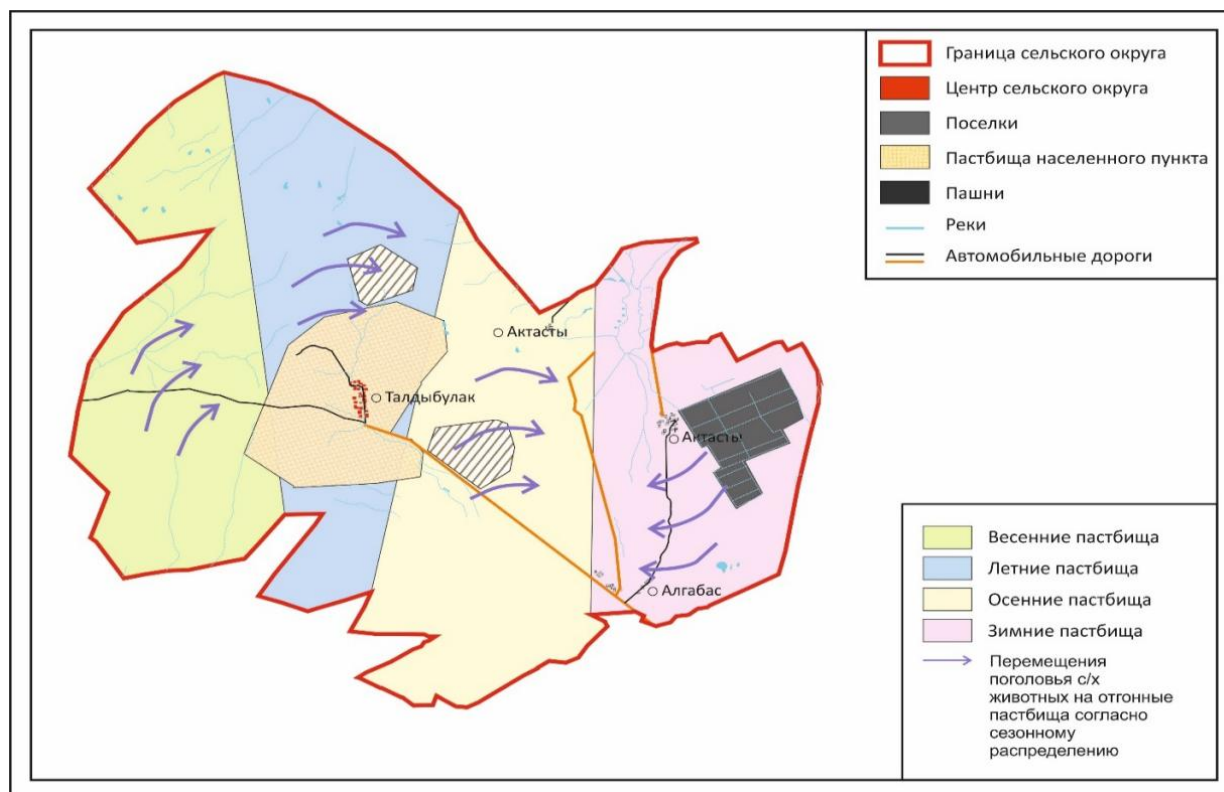 Граница сельского округа
Центр сельского округа
Поселки
Пастбища населенного пункта
Пашни
Реки
Автомобильные дороги
Актасты
Талдыбулак
Актасты
Алгабас
Весенние пастбища
Летние пастбища
Осенние пастбища
Зимние пастбища
Перемещения
поголовья с/х
животных на отгонные
пастбища согласно
сезонному
распределению